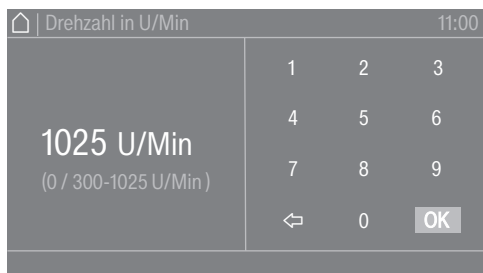 | Drehzahl in U/Min 11:00
1025 U/Min
(0 / 300-1025 U/Min )
1 2 3
4 5 6
7 8 9
0 OK